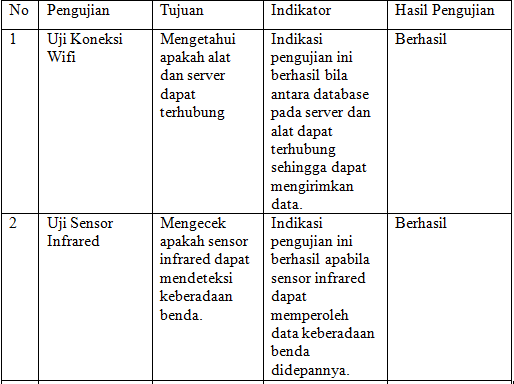 No Pengujian Tujuan Indikator Hasil Pengujian
1 Uji Koneksi Mengetahui Indikasi Berhasil
Wifi apakah alat pengujian ini
dan server berhasil bila
dapat antara database
terhubung pada server dan
alat dapat
terhubung
sehingga dapat
mengirimkan
data.
2 Uji Sensor Mengecek Indikasi Berhasil
Infrared apakah sensor pengujian ini
infrared dapat berhasil apabila
mendeteksi sensor infrared
keberadaan dapat
benda. memperoleh
data keberadaan
benda
didepannya.